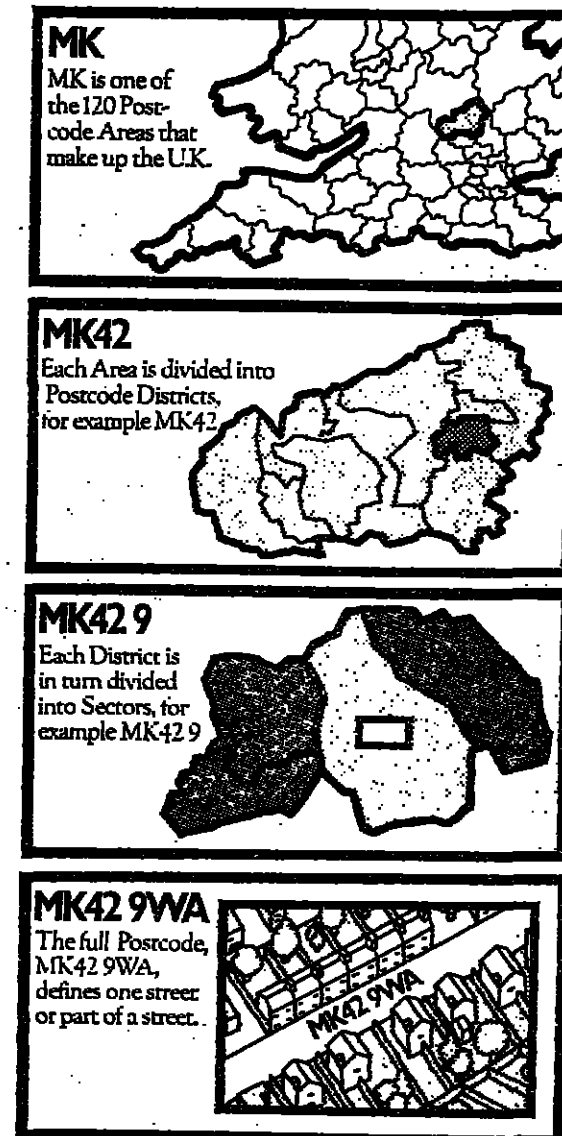 MK
MK is one of
the 120 Post-
code Areas that
make up the U.K.
MK42
Each Area is divided into
Postcode Districts,
for example MK42
MK42 9
Each District is
in turn divided
into Sectors, for
example MK42 9
MK42 9WA
The full Postcode,
MK42 9WA,
defines one street
or part of a street.
MK42 9WA